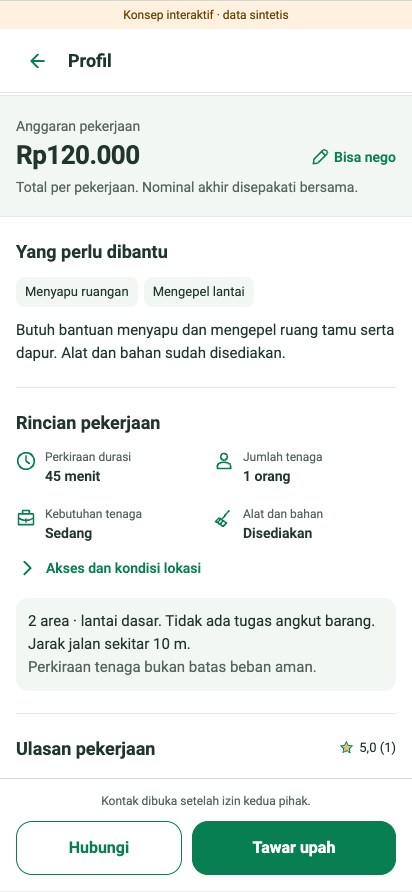 Konsep interaktif · data sintetis
Profil
Anggaran pekerjaan
Rp120.000
Bisa nego
Total per pekerjaan. Nominal akhir disepakati bersama.
Yang perlu dibantu
Menyapu ruangan
Mengepel lantai
Butuh bantuan menyapu dan mengepel ruang tamu serta
dapur. Alat dan bahan sudah disediakan.
Rincian pekerjaan
Perkiraan durasi
45 menit
Jumlah tenaga
1 orang
Kebutuhan tenaga
Sedang
Alat dan bahan
Disediakan
Akses dan kondisi lokasi
2 area · lantai dasar. Tidak ada tugas angkut barang.
Jarak jalan sekitar 10 m.
Perkiraan tenaga bukan batas beban aman.
Ulasan pekerjaan
5,0 (1)
Kontak dibuka setelah izin kedua pihak.
Hubungi
Tawar upah